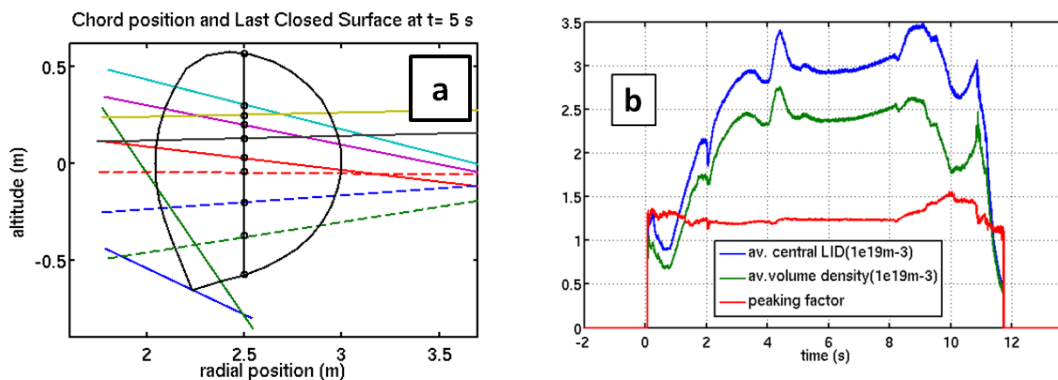 Chord position and Last Closed Surface at t= 5 s
a
0.5
0
-0.5
altitude (m)
2
2.5
3
3.5
radial position (m)
b
3.5
3
2.5
2
1.5
1
0.5
0
-2
0
2
4
6
8
10
12
time (s)
av. central LID(1e19m-3)
av.volume density(1e19m-3)
peaking factor